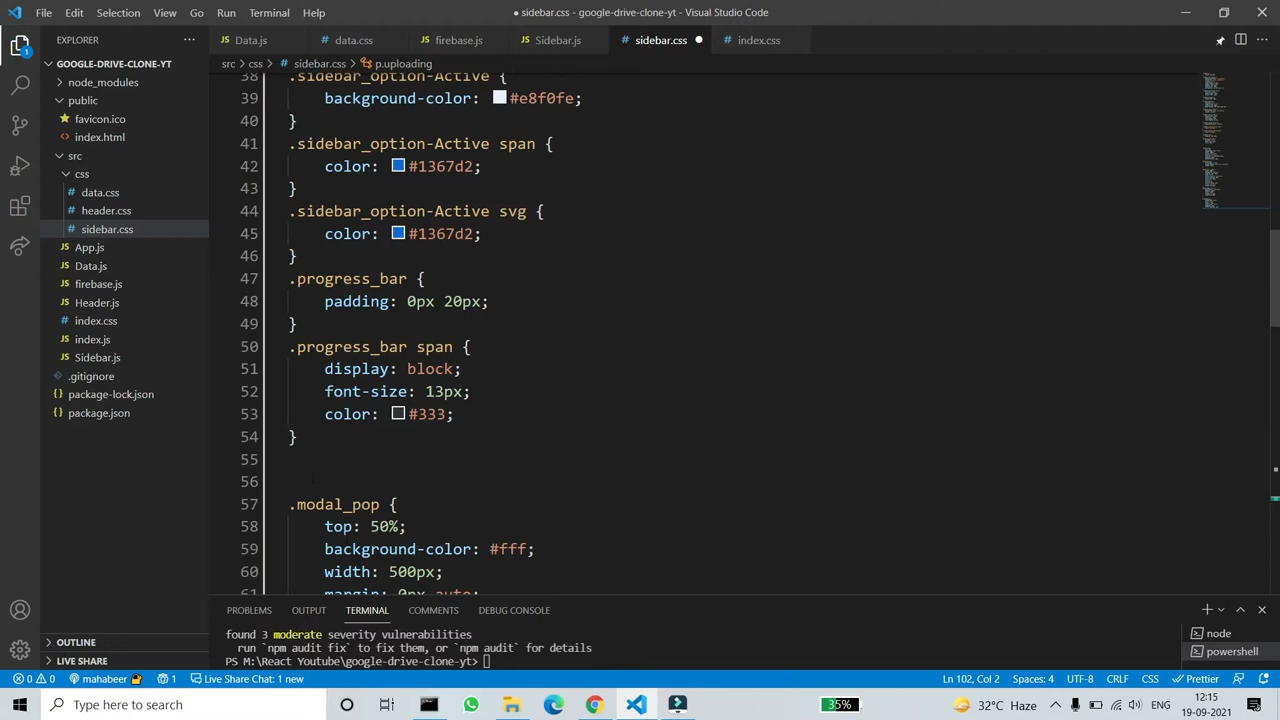 File Edit Selection View Go Run Terminal Help
● sidebar.css - google-drive-clone-yt - Visual Studio Code
EXPLORER
Data.js data.css firebase.js Sidebar.js sidebar.css index.css
GOOGLE-DRIVE-CLONE-YT
src > css > # sidebar.css > p.uploading
node_modules
public
favicon.ico
index.html
src
css
data.css
header.css
sidebar.css
App.js
Data.js
firebase.js
Header.js
index.css
index.js
Sidebar.js
.gitignore
package-lock.json
package.json
OUTLINE
LIVE SHARE
38 .sidebar_option-Active {
39 background-color: #e8f0fe;
40 }
41 .sidebar_option-Active span {
42 color: #1367d2;
43 }
44 .sidebar_option-Active svg {
45 color: #1367d2;
46 }
47 .progress_bar {
48 padding: 0px 20px;
49 }
50 .progress_bar span {
51 display: block;
52 font-size: 13px;
53 color: #333;
54 }
55
56
57 .modal_pop {
58 top: 50%;
59 background-color: #fff;
60 width: 500px;
61 margin: 0px auto;
PROBLEMS OUTPUT TERMINAL COMMENTS DEBUG CONSOLE
found 3 moderate severity vulnerabilities
run `npm audit fix` to fix them, or `npm audit` for details
PS M:\React Youtube\google-drive-clone-yt>
node
powershell
0 0 mahabeer 1 Live Share Chat: 1 new
Ln 102, Col 2 Spaces: 4 UTF-8 CRLF CSS Prettier
Type here to search
35%
32°C Haze
ENG
12:15
19-09-2021